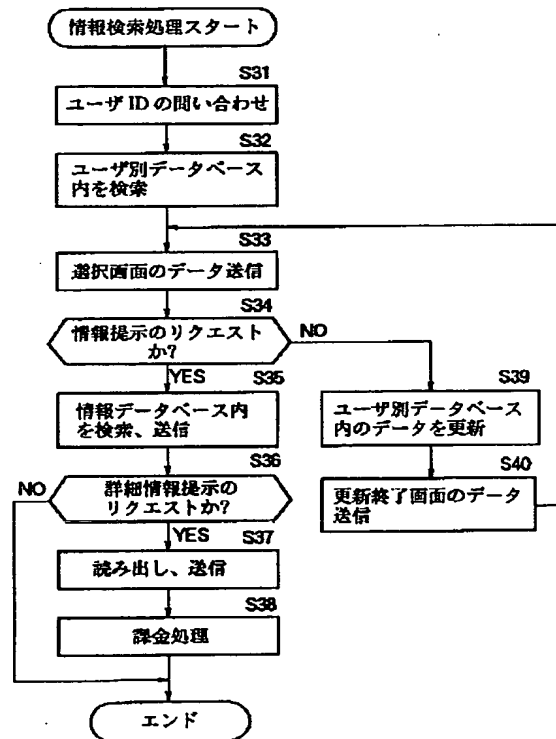 情報検索処理スタート
S31
ユーザ ID の問い合わせ
S32
ユーザ別データベース
内を検索
S33
選択画面のデータ送信
S34
情報提示のリクエスト
か?
NO
YES
S35
情報データベース内
を検索、送信
S36
NO
詳細情報提示の
リクエストか?
YES
S37
読み出し、送信
S38
課金処理
エンド
S39
ユーザ別データベース
内のデータを更新
S40
更新終了画面のデータ
送信